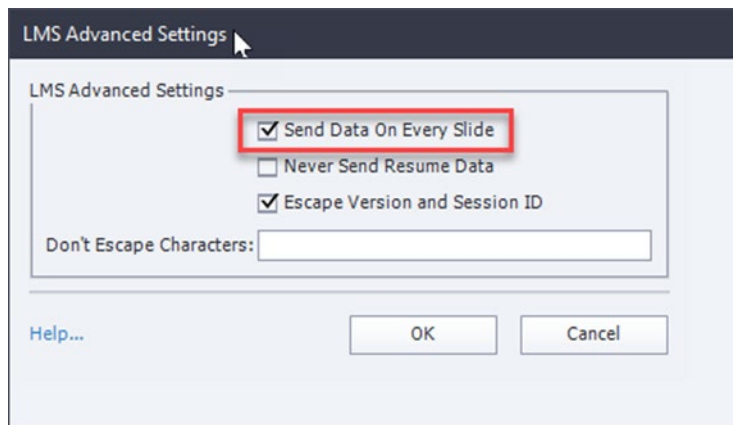 LMS Advanced Settings
LMS Advanced Settings
Send Data On Every Slide
Never Send Resume Data
Escape Version and Session ID
Don't Escape Characters:
Help... OK Cancel